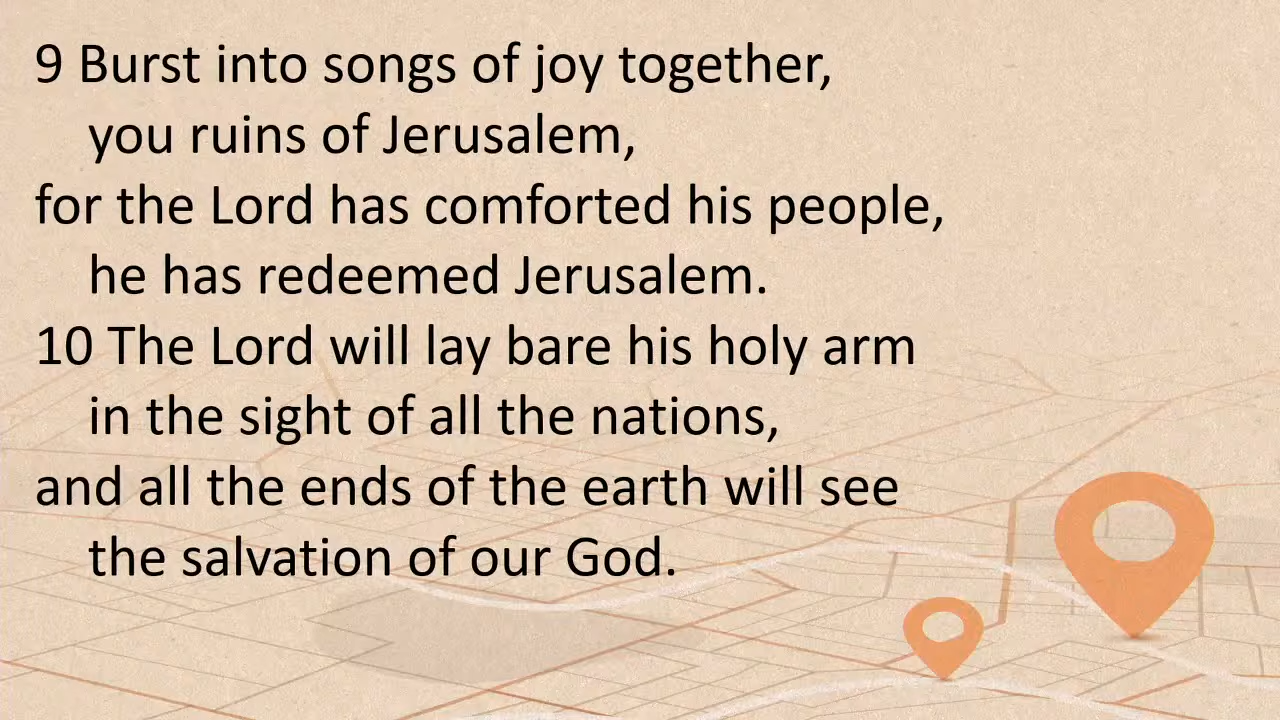 9 Burst into songs of joy together,
you ruins of Jerusalem,
for the Lord has comforted his people,
he has redeemed Jerusalem.
10 The Lord will lay bare his holy arm
in the sight of all the nations,
and all the ends of the earth will see
the salvation of our God.